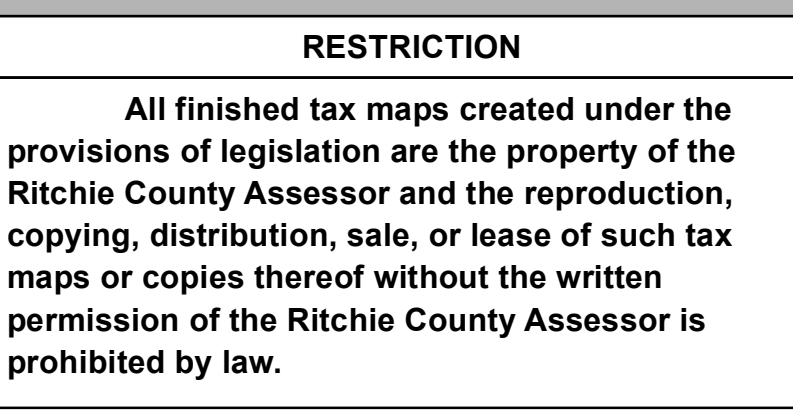 RESTRICTION
All finished tax maps created under the
provisions of legislation are the property of the
Ritchie County Assessor and the reproduction,
copying, distribution, sale, or lease of such tax
maps or copies thereof without the written
permission of the Ritchie County Assessor is
prohibited by law.